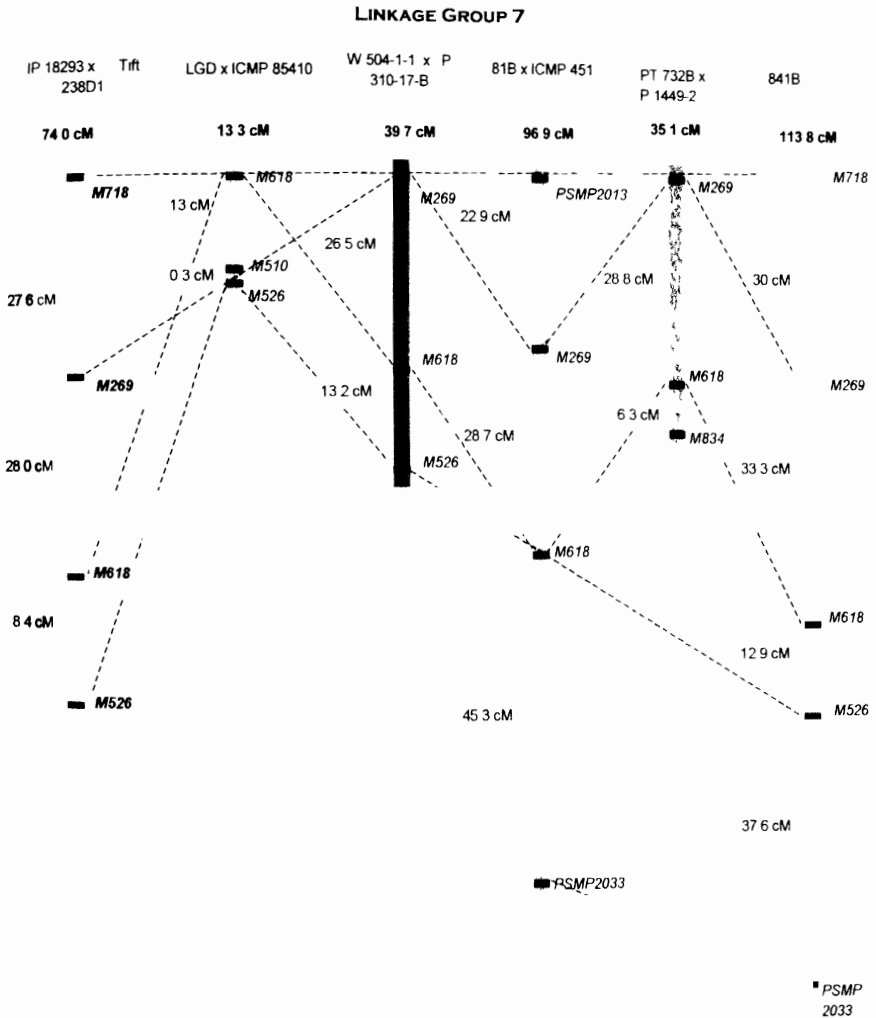 LINKAGE GROUP 7
IP 18293 x Tift
238D1
LGD x ICMP 85410
W 504-1-1 x P
310-17-B
81B x ICMP 451
PT 732B x
P 1449-2
841B
74 0 cM
13 3 cM
39 7 cM
96 9 cM
35 1 cM
113 8 cM
M718
M618
M269
PSMP2013
M269
M718
13 cM
22.9 cM
26 5 cM
M510
0 3 cM
M526
28 8 cM
30 cM
27 6 cM
M269
M618
M269
M618
M269
13 2 cM
28 7 cM
6 3 cM
M834
28 0 cM
M526
33 3 cM
M618
M618
M618
8 4 cM
12 9 cM
M526
45 3 cM
M526
37 6 cM
PSMP2033
PSMP
2033